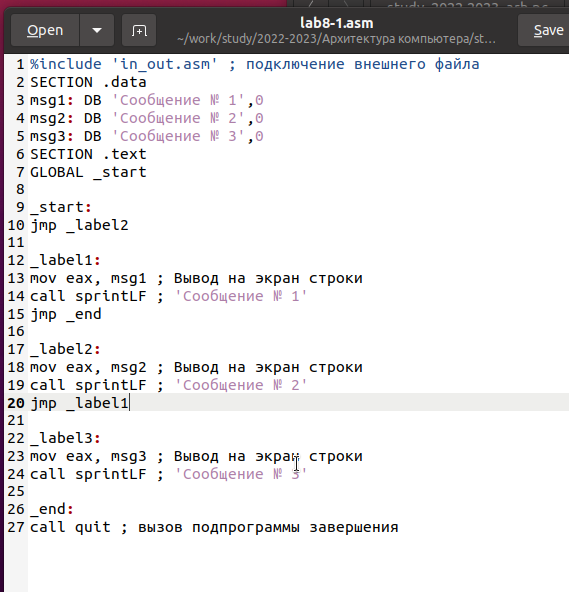 Open
lab8-1.asm
~/work/study/2022-2023/Архитектура компьютера/st...
Save
1 %include 'in_out.asm' ; подключение внешнего файла
2 SECTION .data
3 msg1: DB 'Сообщение № 1',0
4 msg2: DB 'Сообщение № 2',0
5 msg3: DB 'Сообщение № 3',0
6 SECTION .text
7 GLOBAL _start
8
9 _start:
10 jmp _label2
11
12 _label1:
13 mov eax, msg1 ; Вывод на экран строки
14 call sprintLF ; 'Сообщение № 1'
15 jmp _end
16
17 _label2:
18 mov eax, msg2 ; Вывод на экран строки
19 call sprintLF ; 'Сообщение № 2'
20 jmp _label1
21
22 _label3:
23 mov eax, msg3 ; Вывод на экран строки
24 call sprintLF ; 'Сообщение № 3'
25
26 _end:
27 call quit ; вызов подпрограммы завершения